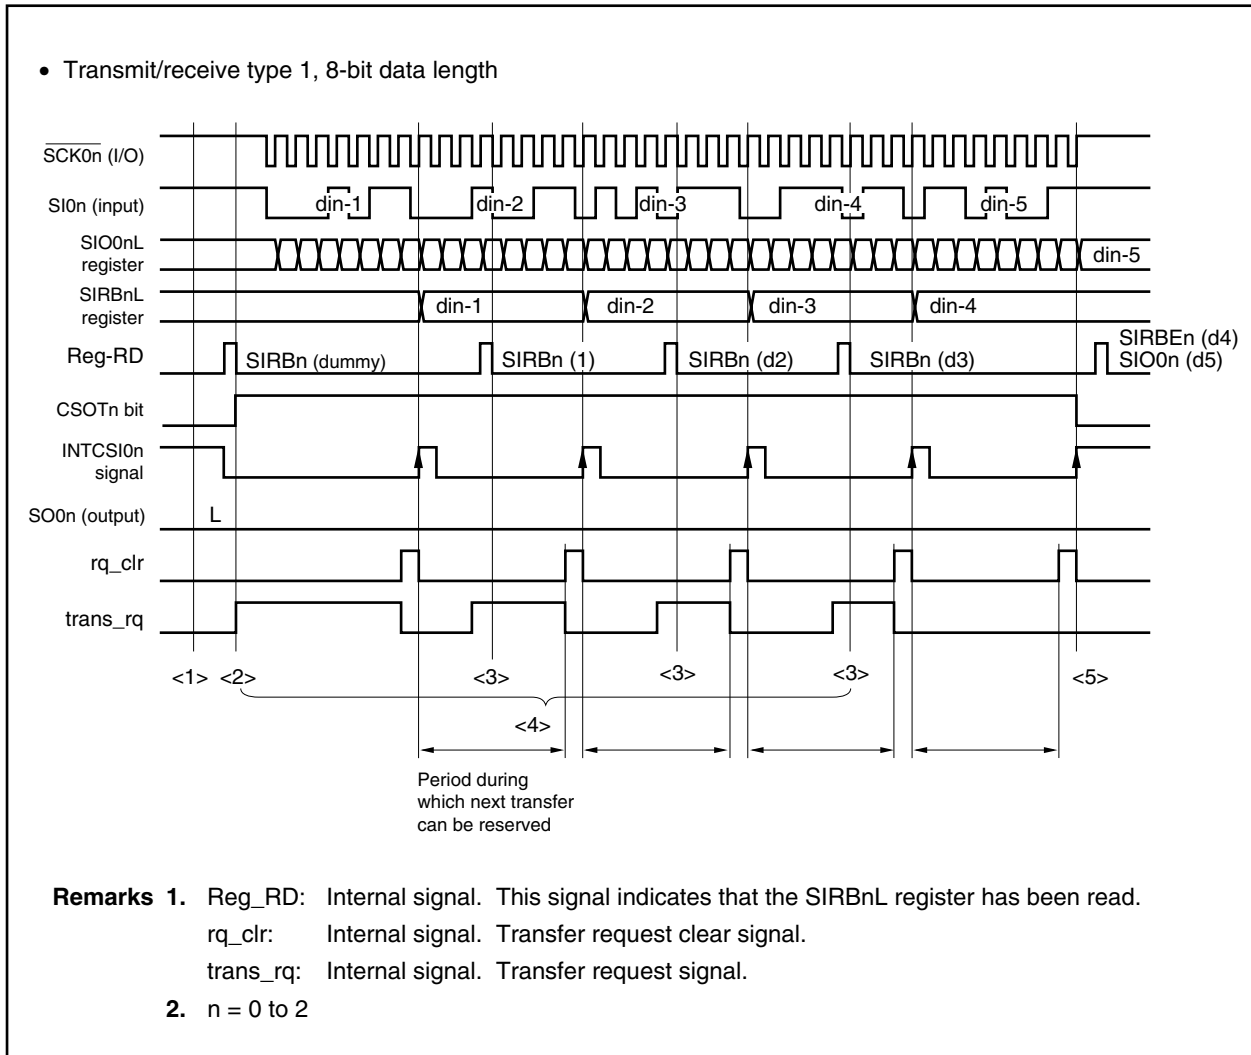 • Transmit/receive type 1, 8-bit data length
SCK0n (I/O)
SI0n (input)
din-1
din-2
din-3
din-4
din-5
SIO0nL
register
din-5
SIRBnL
register
din-1
din-2
din-3
din-4
Reg-RD
SIRBn (dummy)
SIRBn (1)
SIRBn (d2)
SIRBn (d3)
SIRBEn (d4)
SIO0n (d5)
CSOTn bit
INTCSI0n
signal
SO0n (output)
L
rq_clr
trans_rq
<1>
<2>
<3>
<3>
<3>
<5>
<4>
Period during
which next transfer
can be reserved
Remarks 1. Reg_RD: Internal signal. This signal indicates that the SIRBnL register has been read.
rq_clr: Internal signal. Transfer request clear signal.
trans_rq: Internal signal. Transfer request signal.
2. n = 0 to 2